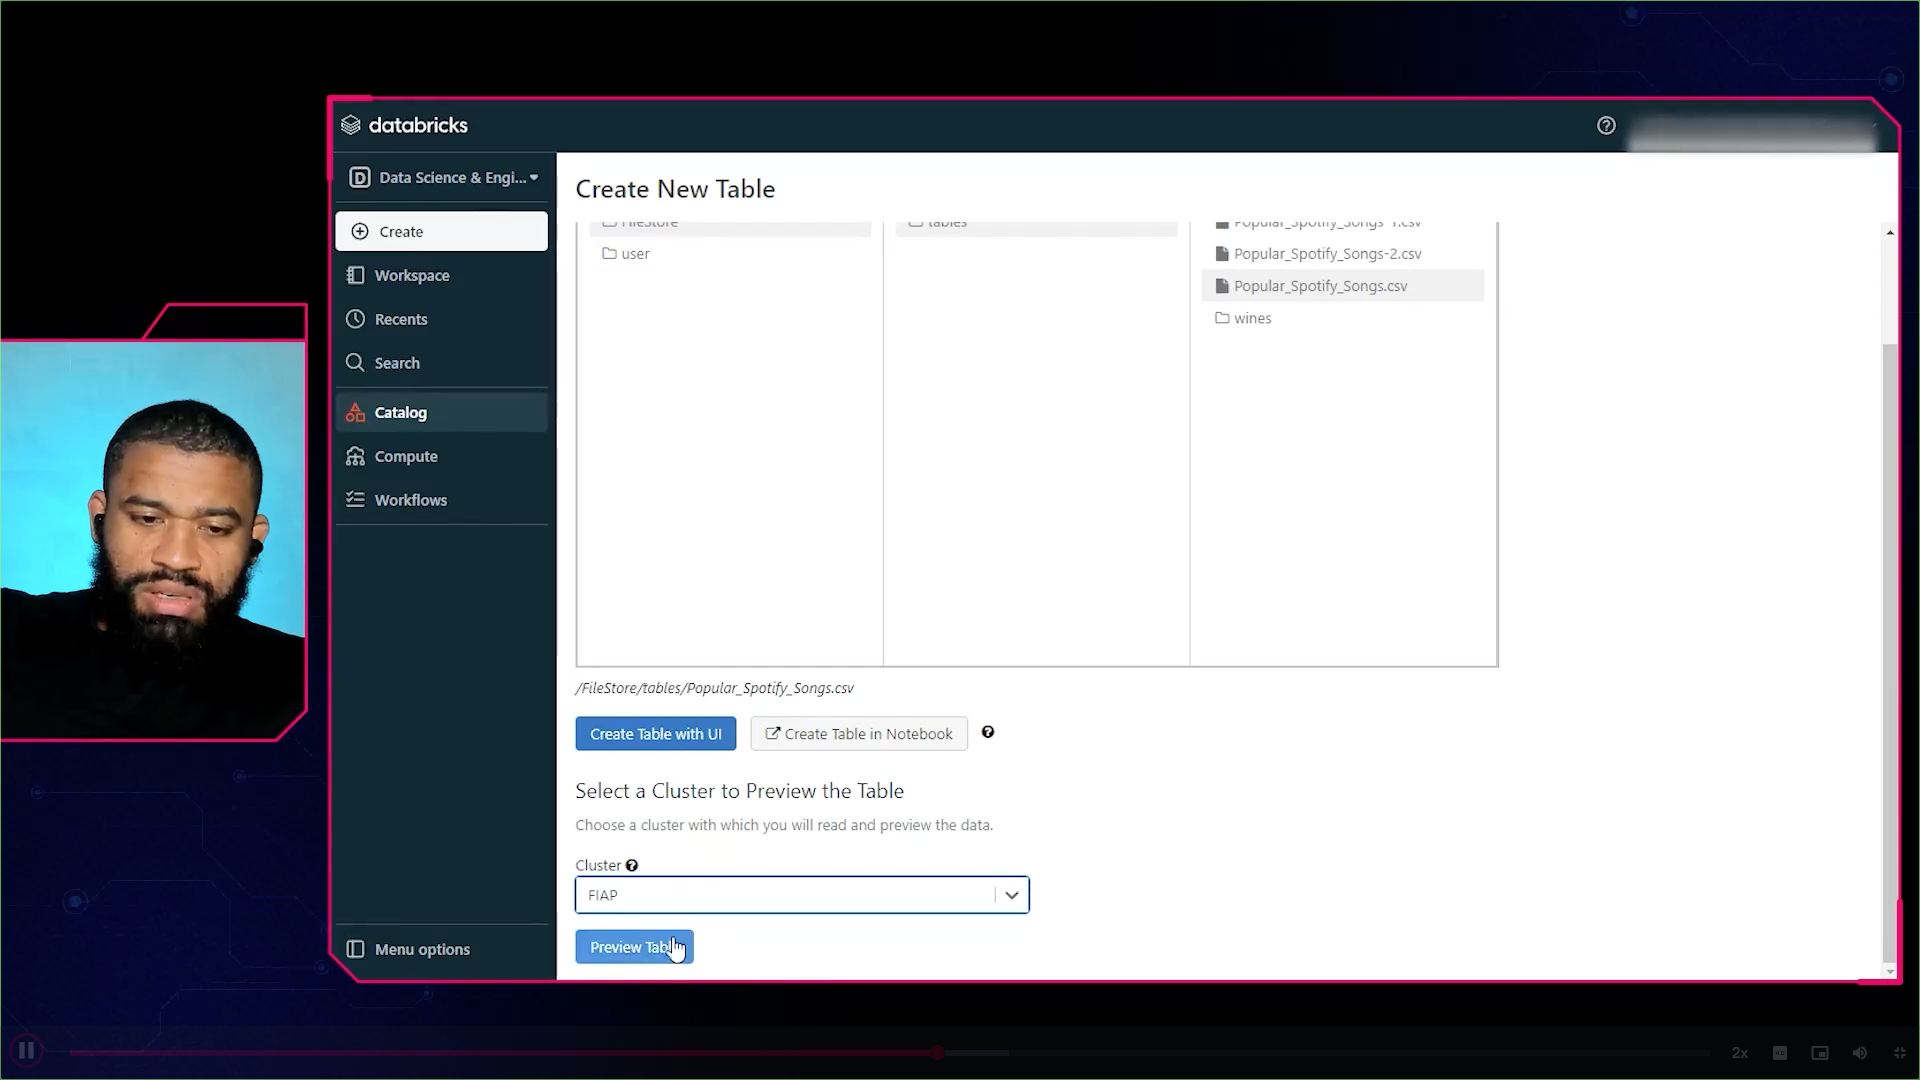 databricks
Data Science & Engi...
Create
Workspace
Recents
Search
Catalog
Compute
Workflows
Menu options
Create New Table
FileStore
user
tables
Popular_Spotify_Songs-1.csv
Popular_Spotify_Songs-2.csv
Popular_Spotify_Songs.csv
wines
/FileStore/tables/Popular_Spotify_Songs.csv
Create Table with UI
Create Table in Notebook
Select a Cluster to Preview the Table
Choose a cluster with which you will read and preview the data.
Cluster
FIAP
Preview Table
2x